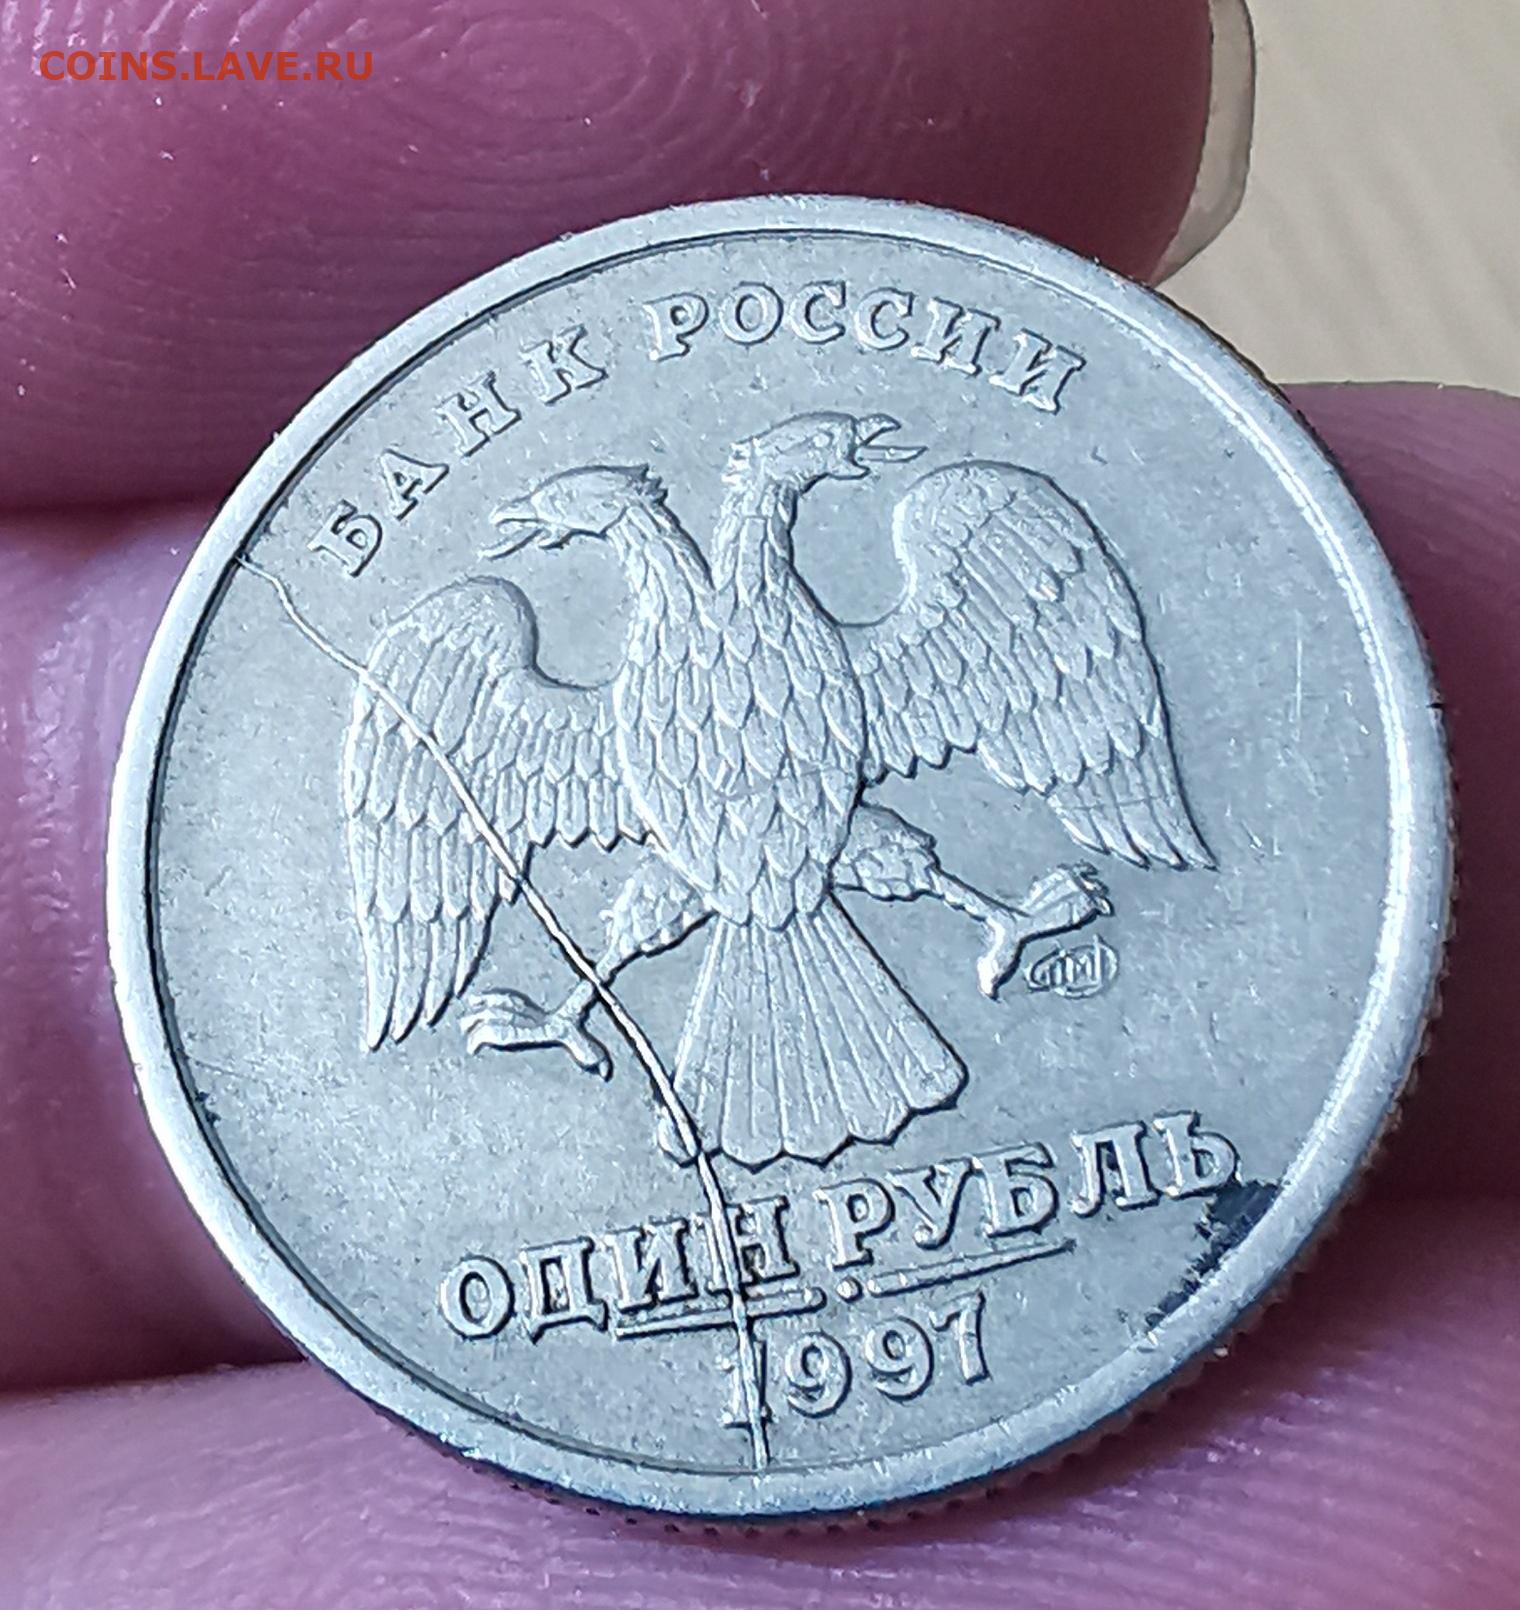 COINS.LAVE.RU
БАНК РОССИИ
ОДИН РУБЛЬ
1997